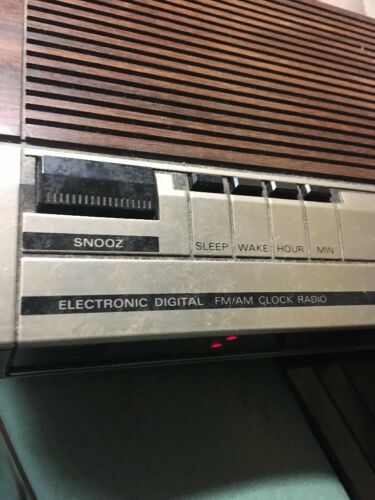 SNOOZ
SLEEP WAKE HOUR MIN
ELECTRONIC DIGITAL FM/AM CLOCK RADIO